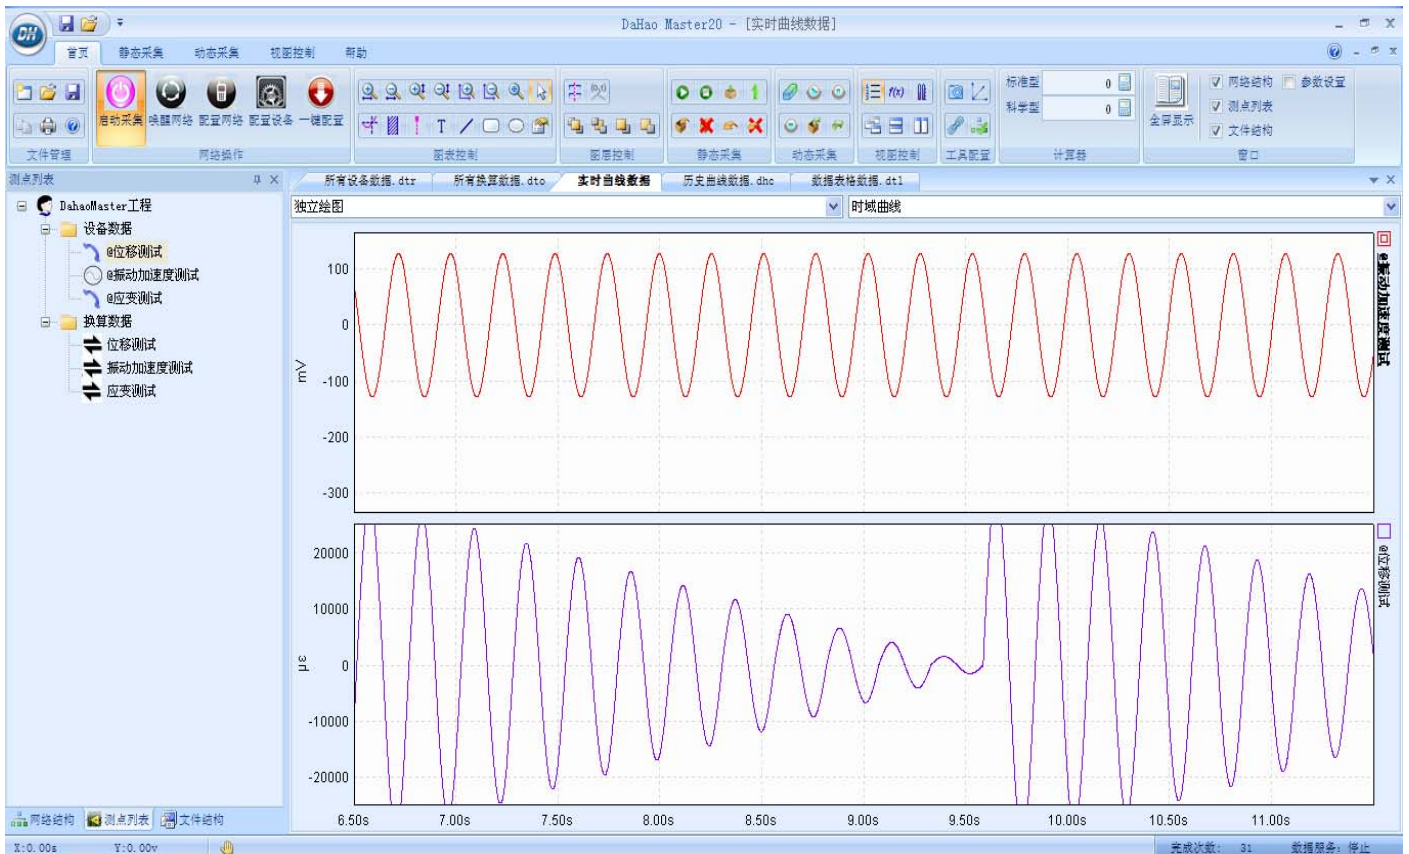 DH
DaHao Master20 - [实时曲线数据]
首页 静态采集 动态采集 视图控制 帮助
启动采集 唤醒网络 配置网络 配置设备 一键配置
T
f(x)
标准型 0
科学型 0
全屏显示
网络结构 参数设置
测点列表
文件结构
文件管理 网络操作 图表控制 图层控制 静态采集 动态采集 视图控制 工具配置 计算器 窗口
测点列表
所有设备数据.dtr 所有换算数据.dto 实时曲线数据 历史曲线数据.dhc 数据表格数据.dtl
独立绘图 时域曲线
DahaoMaster工程
设备数据
@位移测试
@振动加速度测试
@应变测试
换算数据
位移测试
振动加速度测试
应变测试
100
0
-100
-200
-300
mV
@振动加速度测试
20000
10000
0
-10000
-20000
με
@位移测试
6.50s 7.00s 7.50s 8.00s 8.50s 9.00s 9.50s 10.00s 10.50s 11.00s
网络结构 测点列表 文件结构
X:0.00s Y:0.00v 完成次数: 31 数据服务: 停止